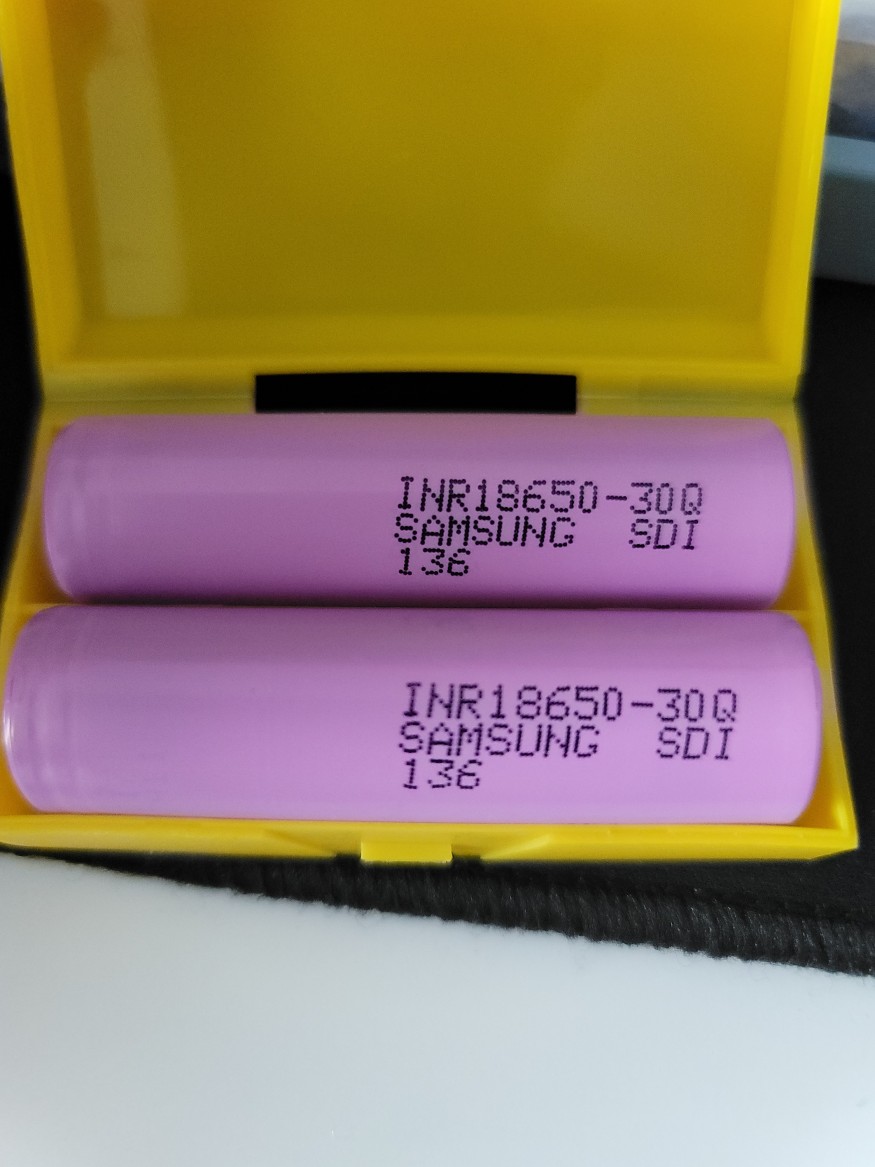 INR18650-30Q
SAMSUNG SDI
136
INR18650-30Q
SAMSUNG SDI
136